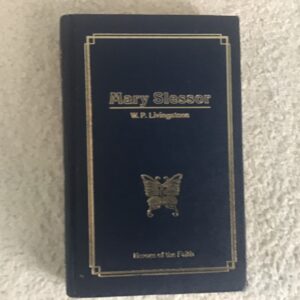 Mary Slessor
W. P. Livingstone
Heroes of the Faith